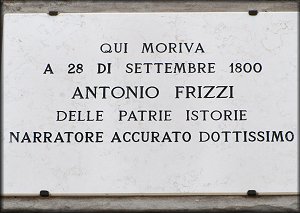 QUI MORIVA
A 28 DI SETTEMBRE 1800
ANTONIO FRIZZI
DELLE PATRIE ISTORIE
NARRATORE ACCURATO DOTTISSIMO